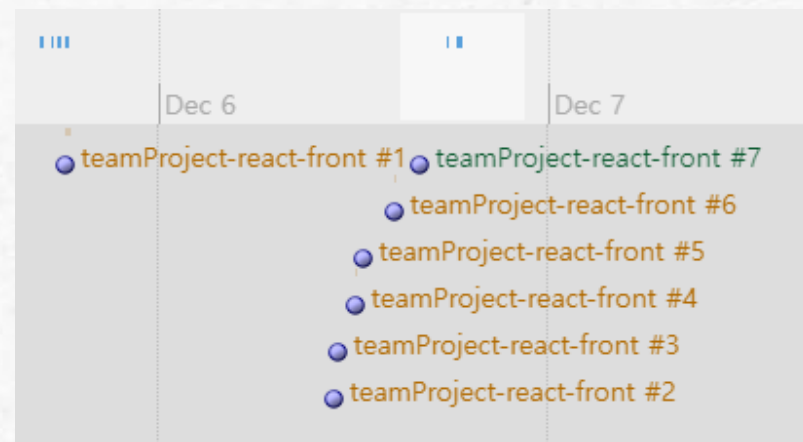 Dec 6 Dec 7
teamProject-react-front #1 teamProject-react-front #7
teamProject-react-front #6
teamProject-react-front #5
teamProject-react-front #4
teamProject-react-front #3
teamProject-react-front #2